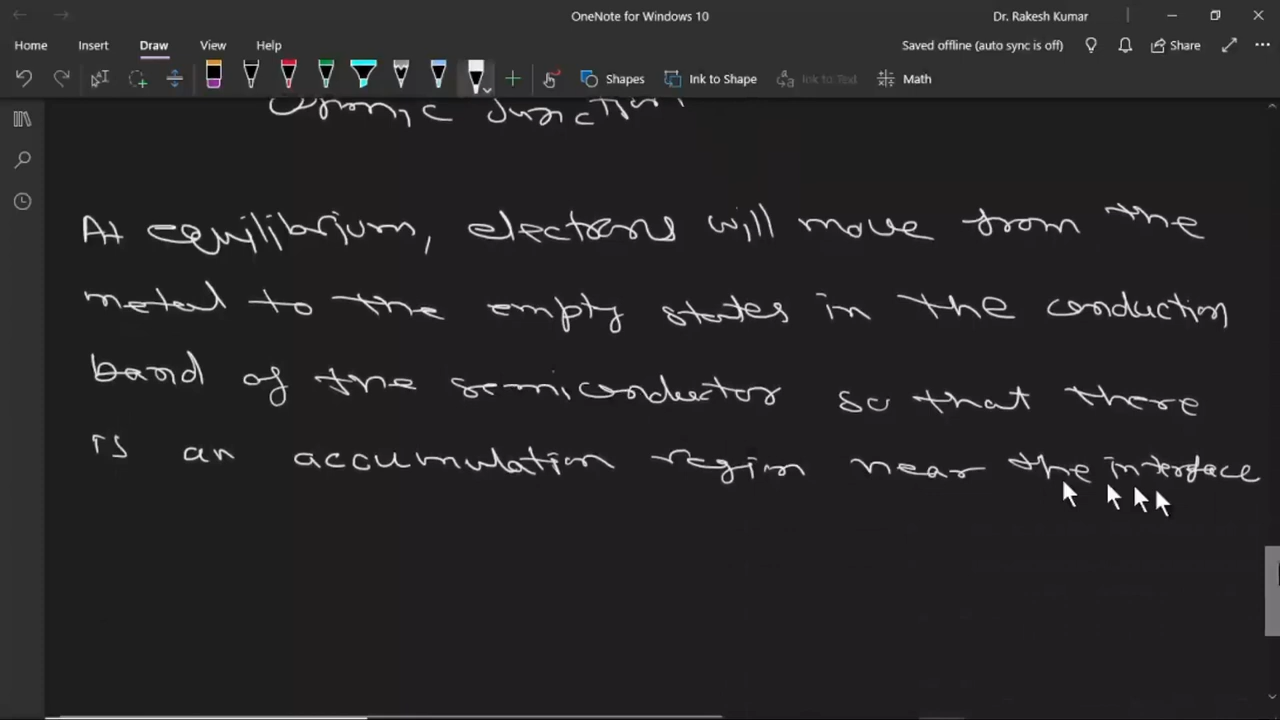 OneNote for Windows 10
Dr. Rakesh Kumar
Home Insert Draw View Help
Saved offline (auto sync is off) Share
Shapes Ink to Shape Ink to Text Math
Ohmic Junction
At equilibrium, electrons will move from the
metal to the empty states in the conduction
band of the semiconductor so that there
is an accumulation region near the interface